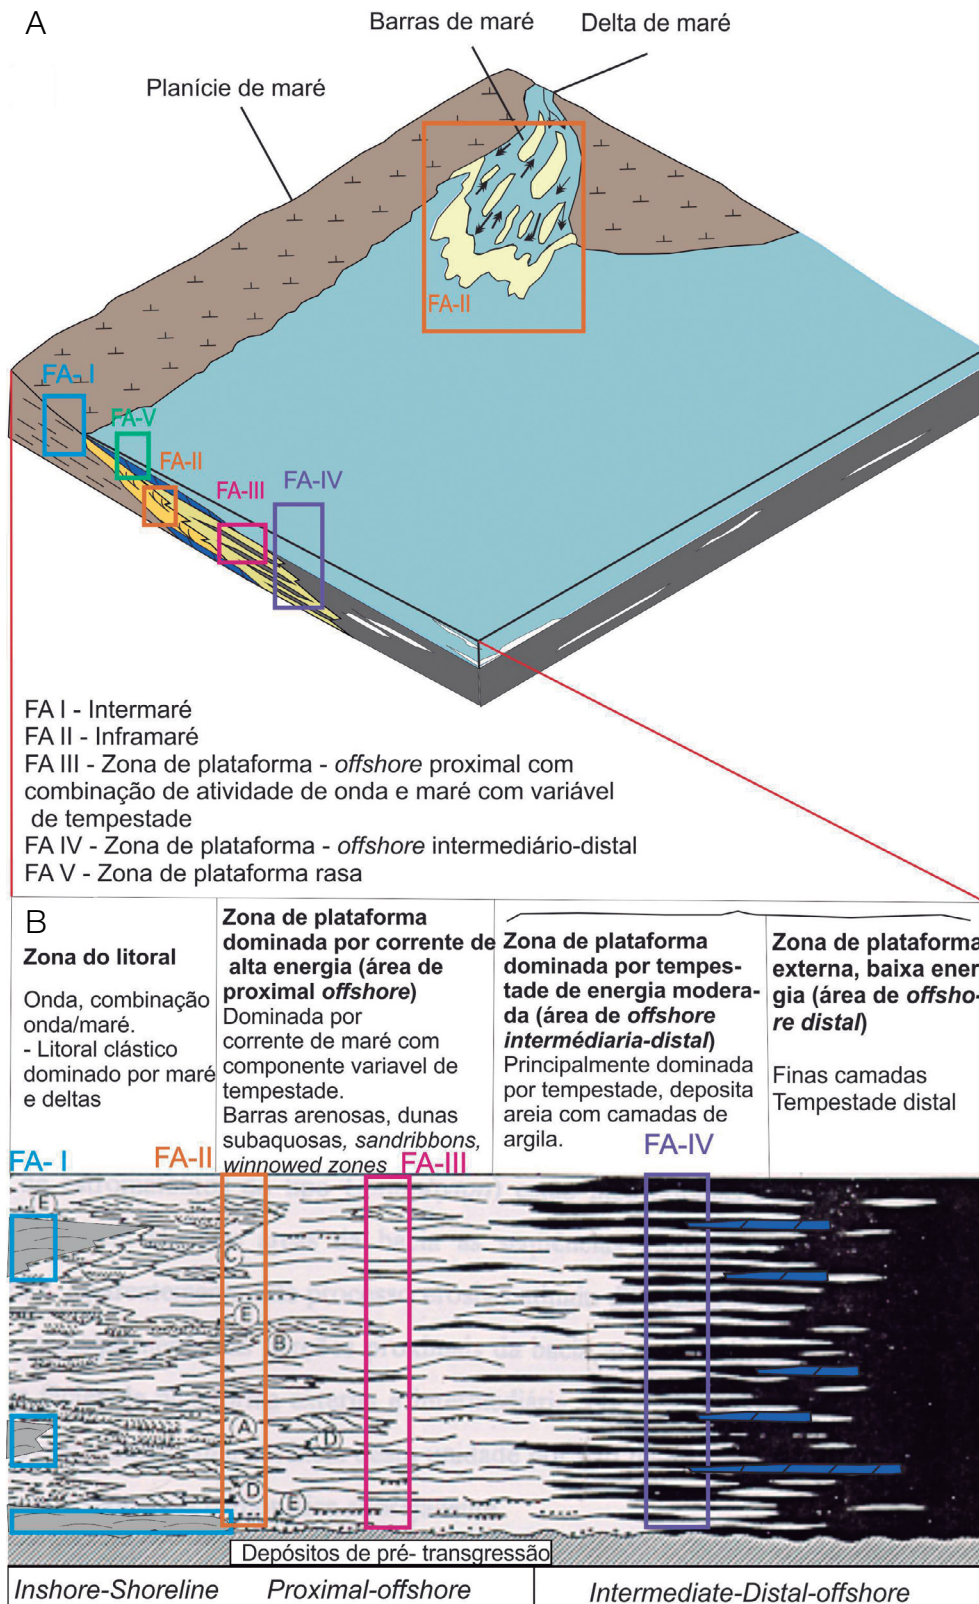 A
Barras de maré
Delta de maré
Planície de maré
FA-II
FA- I
FA-V
FA-II
FA-III
FA-IV
FA I - Intermaré
FA II - Inframaré
FA III - Zona de plataforma - offshore proximal com
combinação de atividade de onda e maré com variável
de tempestade
FA IV - Zona de plataforma - offshore intermediário-distal
FA V - Zona de plataforma rasa
B
Zona do litoral
Onda, combinação
onda/maré.
- Litoral clástico
dominado por maré
e deltas
Zona de plataforma
dominada por corrente de
alta energia (área de
proximal offshore)
Dominada por
corrente de maré com
componente variavel de
tempestade.
Barras arenosas, dunas
subaquosas, sandribbons,
winnowed zones
Zona de plataforma
dominada por tempes-
tade de energia modera-
da (área de offshore
intermédiaria-distal)
Principalmente dominada
por tempestade, deposita
areia com camadas de
argila.
Zona de plataforma
externa, baixa ener-
gia (área de offsho-
re distal)
Finas camadas
Tempestade distal
FA- I
FA-II
FA-III
FA-IV
C
E
B
A
D
D
E
Depósitos de pré- transgressão
Inshore-Shoreline
Proximal-offshore
Intermediate-Distal-offshore